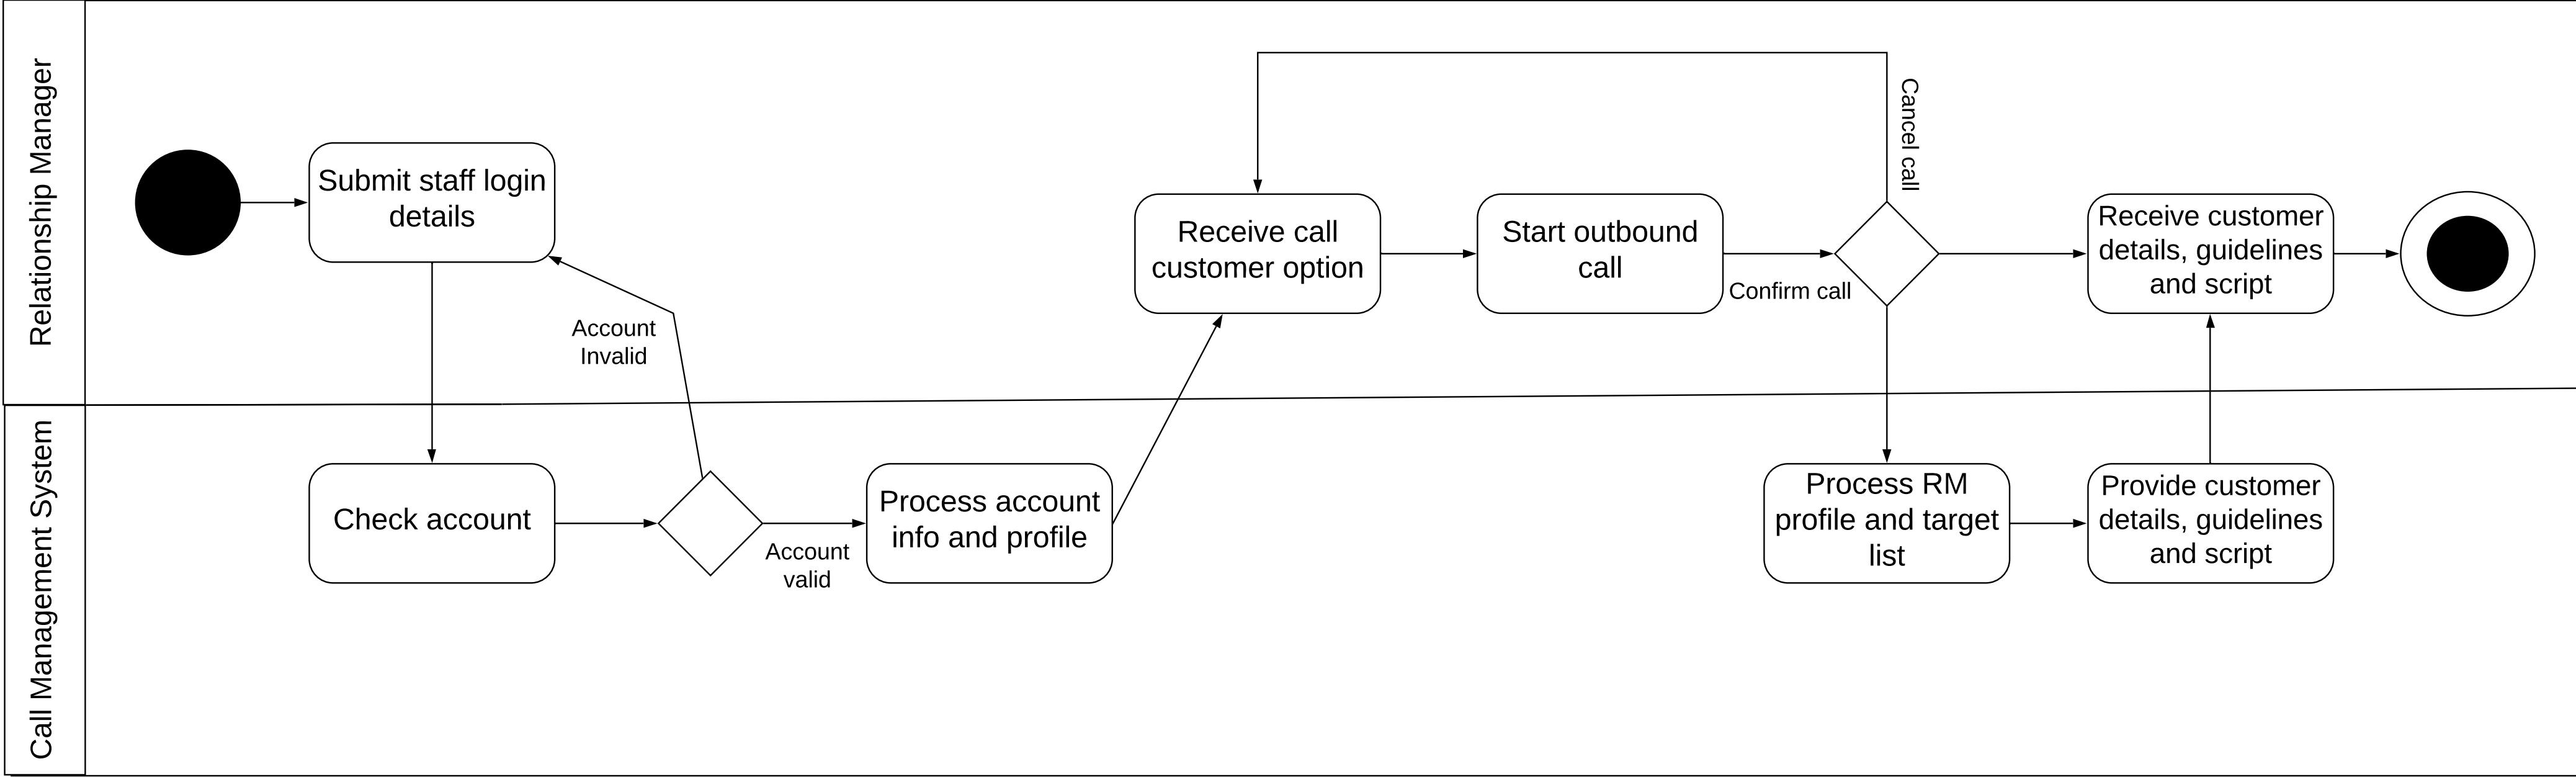 Relationship Manager
Submit staff login
details
Account
Invalid
Receive call
customer option
Start outbound
call
Confirm call
Cancel call
Receive customer
details, guidelines
and script
Call Management System
Check account
Account
valid
Process account
info and profile
Process RM
profile and target
list
Provide customer
details, guidelines
and script